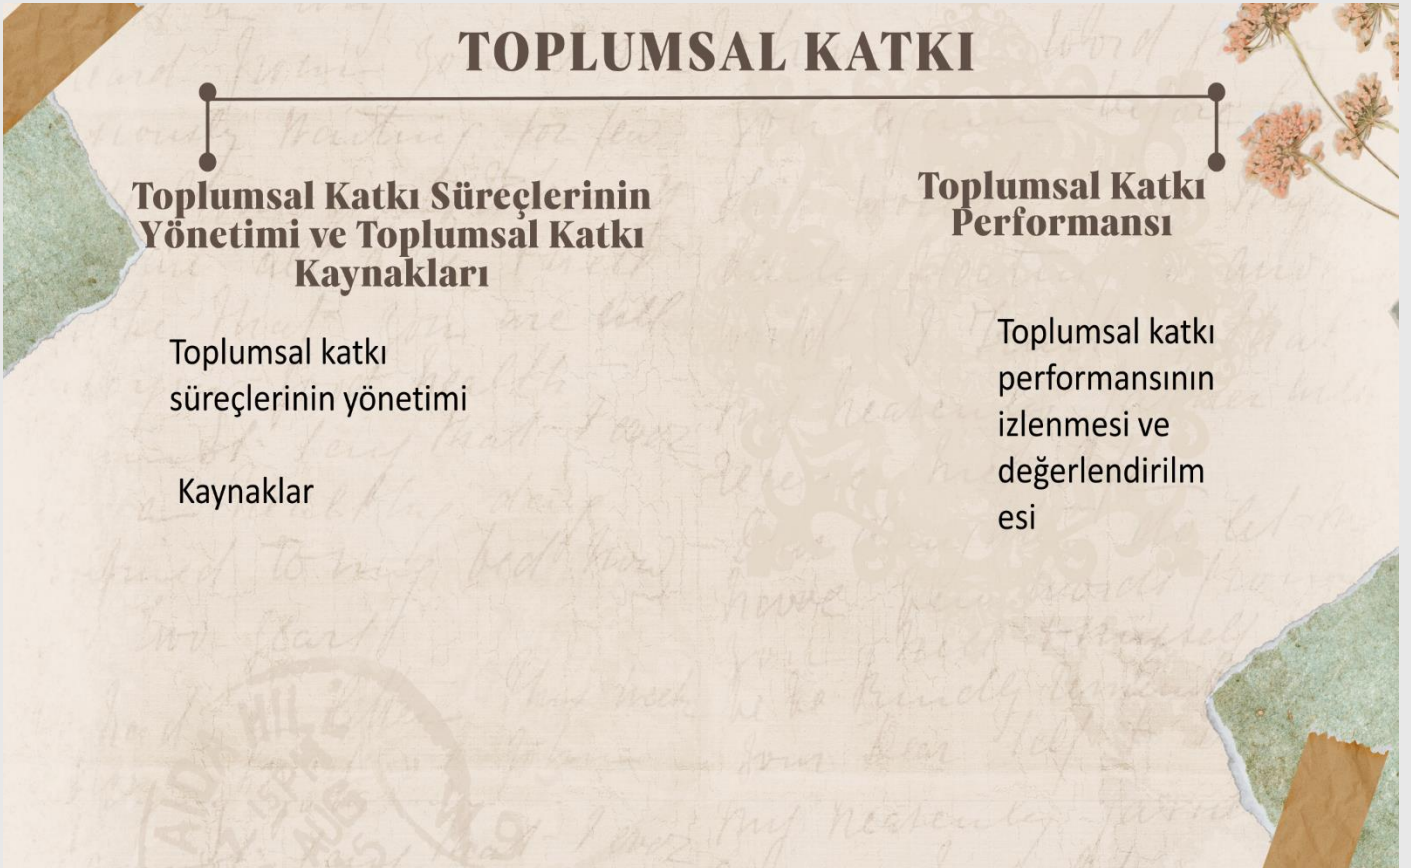 TOPLUMSAL KATKI
Toplumsal Katkı Süreçlerinin
Yönetimi ve Toplumsal Katkı
Kaynakları
Toplumsal katkı
süreçlerinin yönetimi
Kaynaklar
Toplumsal Katkı
Performansı
Toplumsal katkı
performansının
izlenmesi ve
değerlendirilm
esi